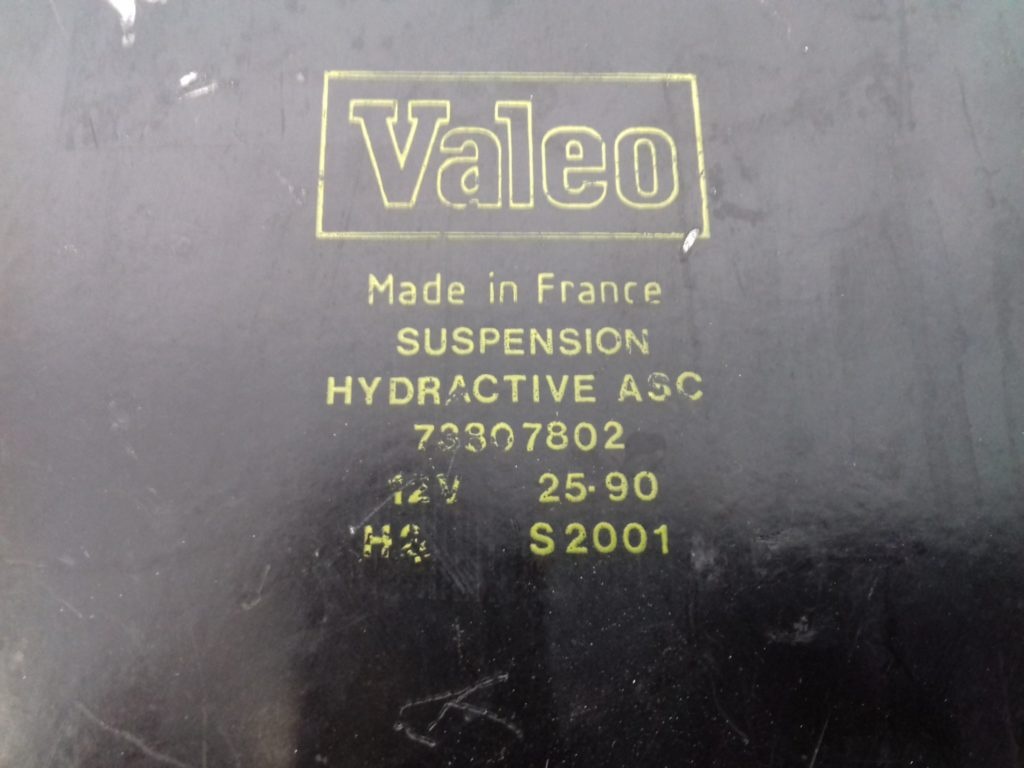 Valeo
Made in France
SUSPENSION
HYDRACTIVE ASC
73807802
12V 25·90
S2001